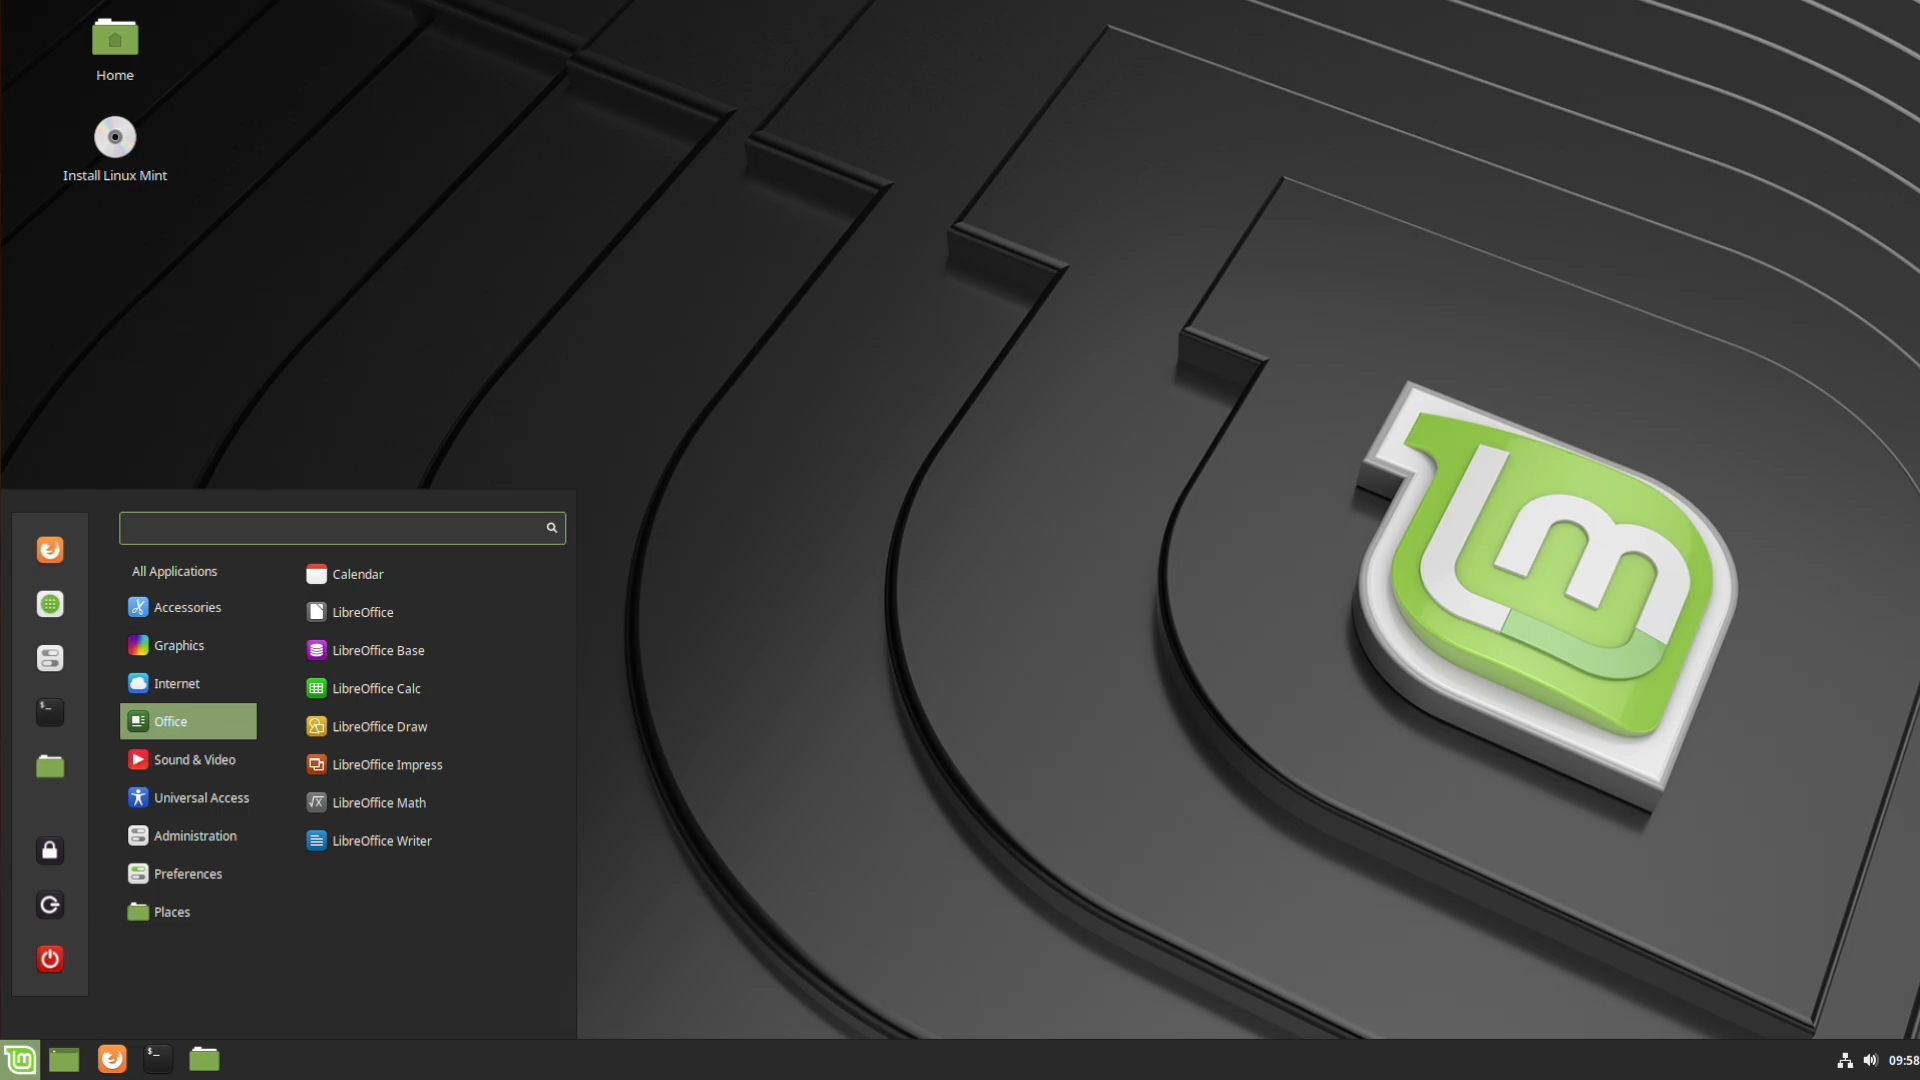 Home
Install Linux Mint
All Applications
Accessories
Graphics
Internet
Office
Sound & Video
Universal Access
Administration
Preferences
Places
Calendar
LibreOffice
LibreOffice Base
LibreOffice Calc
LibreOffice Draw
LibreOffice Impress
LibreOffice Math
LibreOffice Writer
09:58